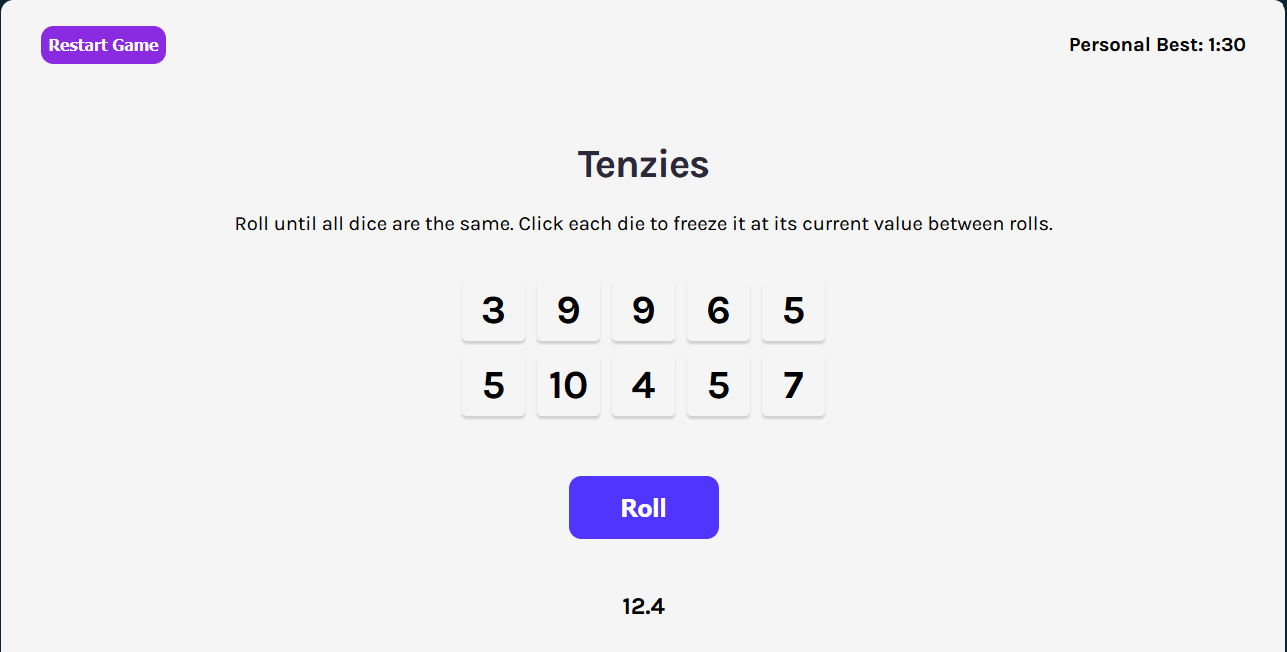 Restart Game
Personal Best: 1:30
Tenzies
Roll until all dice are the same. Click each die to freeze it at its current value between rolls.
3 9 9 6 5
5 10 4 5 7
Roll
12.4